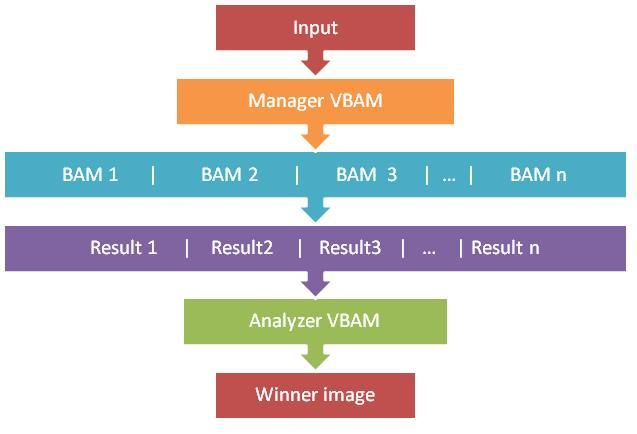 Input
Manager VBAM
BAM 1 | BAM 2 | BAM 3 | ... | BAM n
Result 1 | Result2 | Result3 | ... | Result n
Analyzer VBAM
Winner image